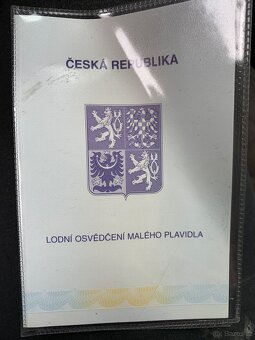 ČESKÁ REPUBLIKA
LODNÍ OSVĚDČENÍ MALÉHO PLAVIDLA